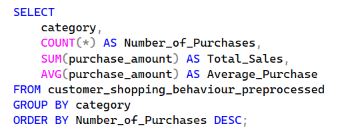 SELECT
    category,
    COUNT(*) AS Number_of_Purchases,
    SUM(purchase_amount) AS Total_Sales,
    AVG(purchase_amount) AS Average_Purchase
FROM customer_shopping_behaviour_preprocessed
GROUP BY category
ORDER BY Number_of_Purchases DESC;